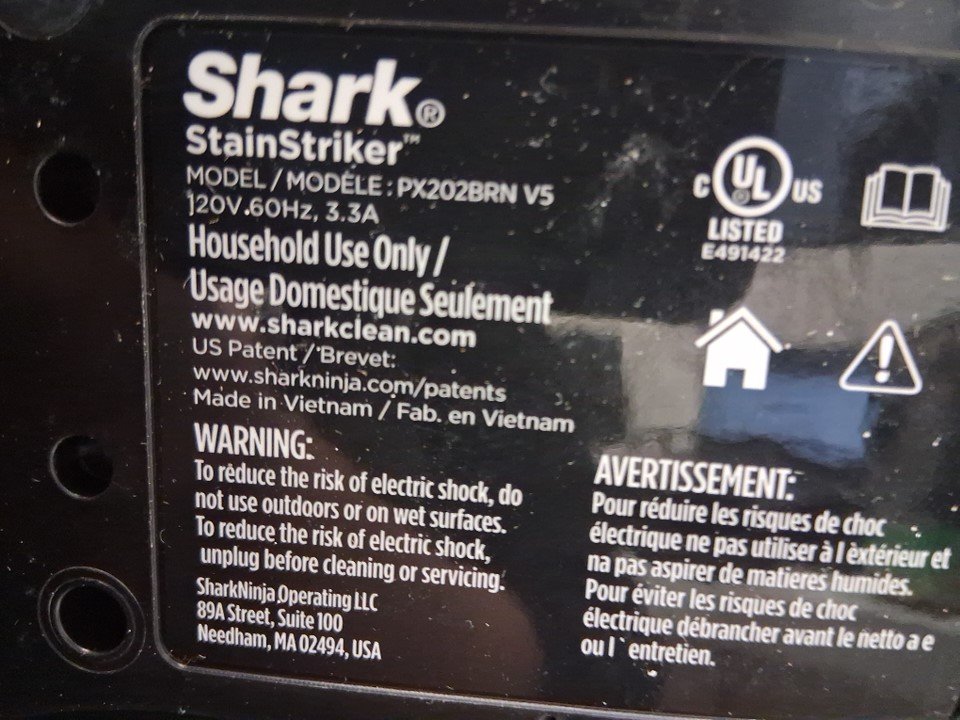 Shark®
StainStriker™
MODEL / MODÈLE : PX202BRN V5
120V.60Hz, 3.3A
Household Use Only /
Usage Domestique Seulement
www.sharkclean.com
US Patent / Brevet:
www.sharkninja.com/patents
Made in Vietnam / Fab. en Vietnam
C UL US
LISTED
E491422
WARNING:
To reduce the risk of electric shock, do
not use outdoors or on wet surfaces.
To reduce the risk of electric shock,
unplug before cleaning or servicing.
SharkNinja Operating LLC
89A Street, Suite 100
Needham, MA 02494, USA
AVERTISSEMENT:
Pour réduire les risques de choc
électrique ne pas utiliser à l èxtérieur et
na pas aspirer de matieres humides.
Pour éviter les risques de choc
électrique débrancher avant le netto a e
ou l ` entretien.